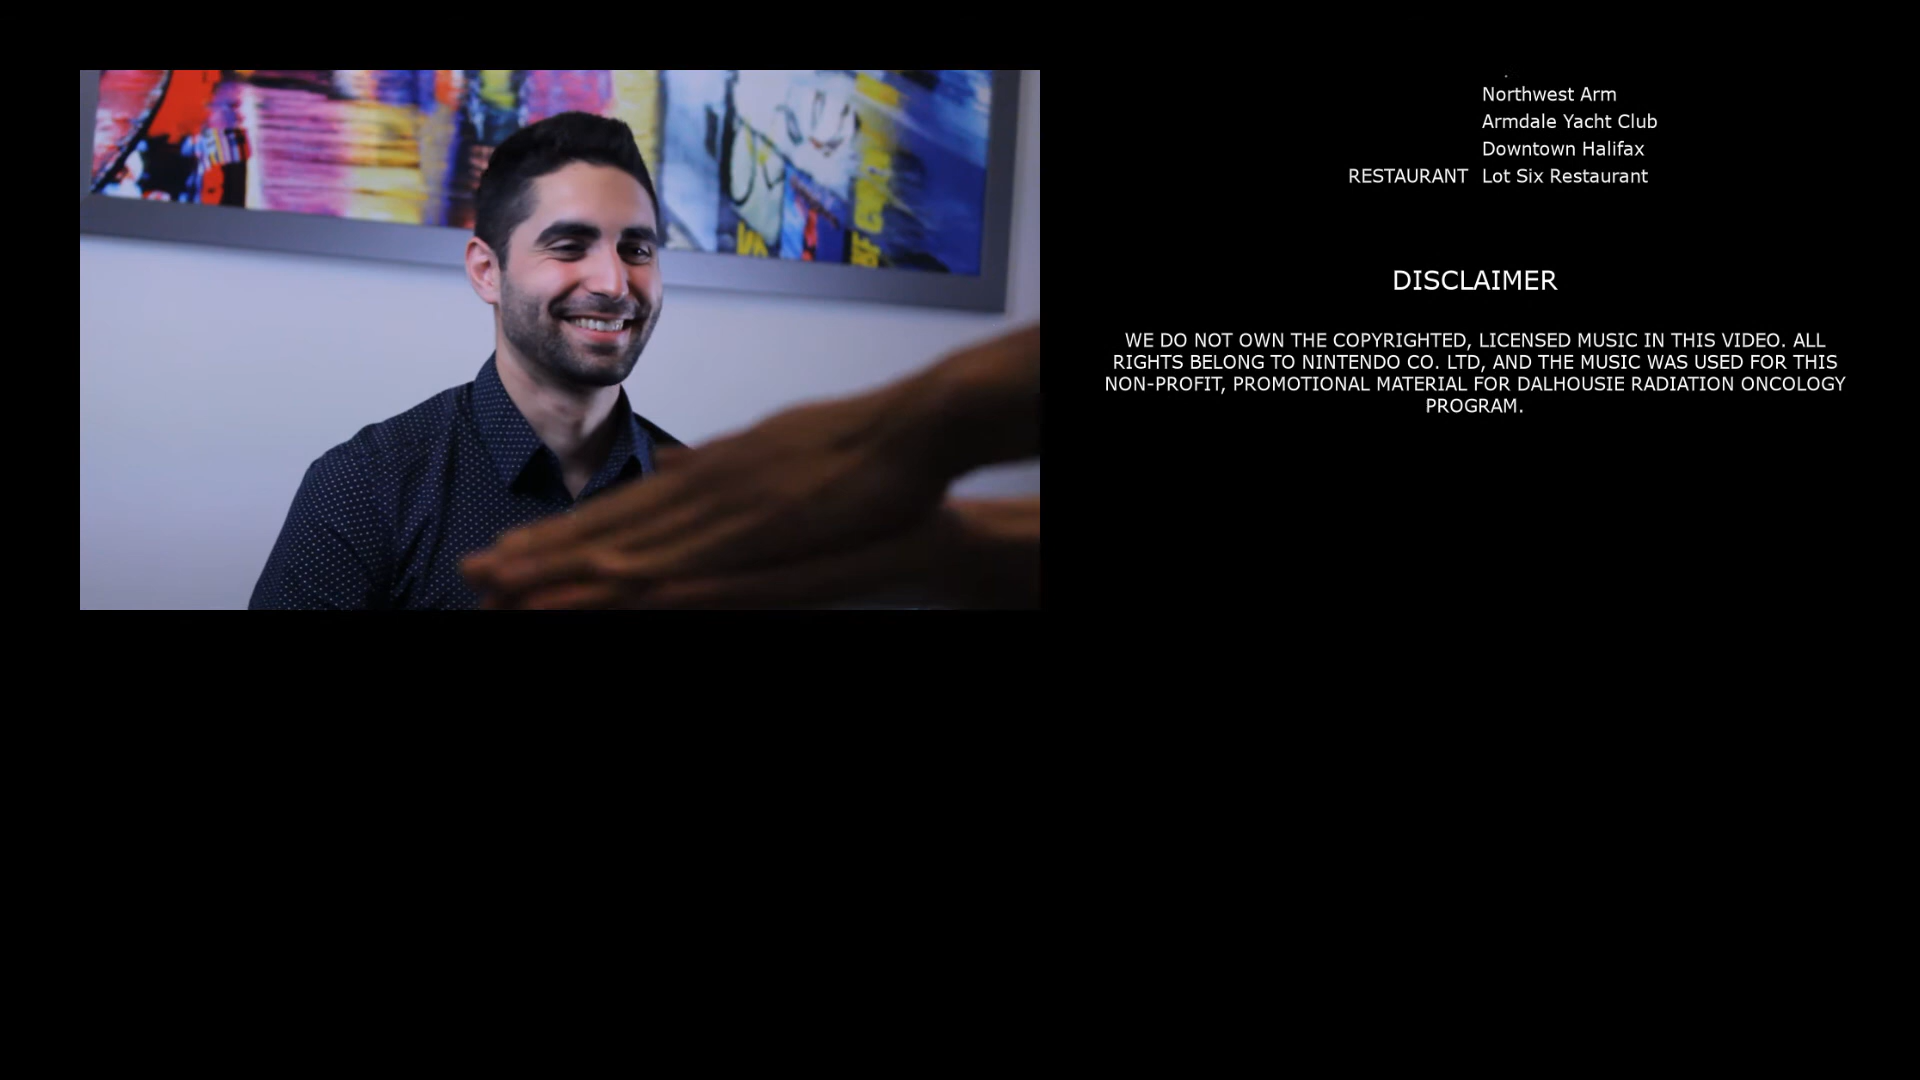 Northwest Arm
Armdale Yacht Club
Downtown Halifax
RESTAURANT Lot Six Restaurant
DISCLAIMER
WE DO NOT OWN THE COPYRIGHTED, LICENSED MUSIC IN THIS VIDEO. ALL
RIGHTS BELONG TO NINTENDO CO. LTD, AND THE MUSIC WAS USED FOR THIS
NON-PROFIT, PROMOTIONAL MATERIAL FOR DALHOUSIE RADIATION ONCOLOGY
PROGRAM.